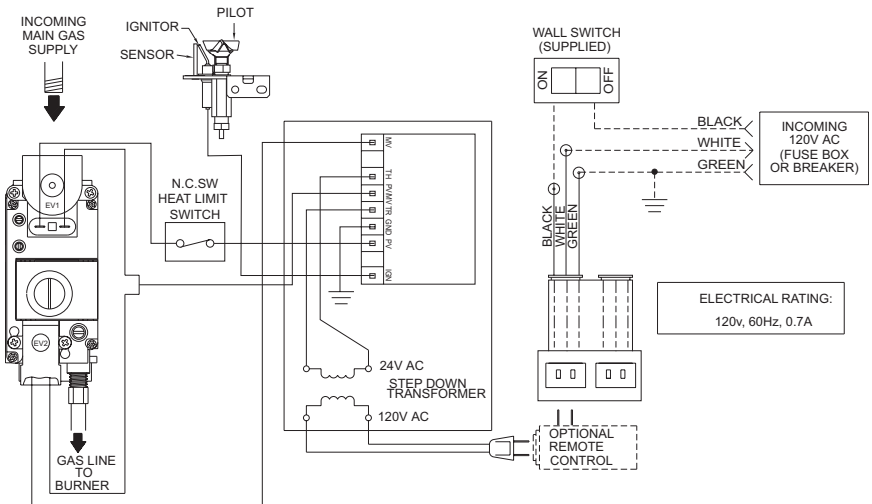 INCOMING
MAIN GAS
SUPPLY
IGNITOR
PILOT
SENSOR
WALL SWITCH
(SUPPLIED)
ON
OFF
BLACK
WHITE
GREEN
INCOMING
120V AC
(FUSE BOX
OR BREAKER)
EV1
N.C.SW
HEAT LIMIT
SWITCH
MV
TH
PVMV
TR
GND
PV
IGN
BLACK
WHITE
GREEN
ELECTRICAL RATING:
120v, 60Hz, 0.7A
EV2
24V AC
STEP DOWN
TRANSFORMER
120V AC
OPTIONAL
REMOTE
CONTROL
GAS LINE
TO
BURNER